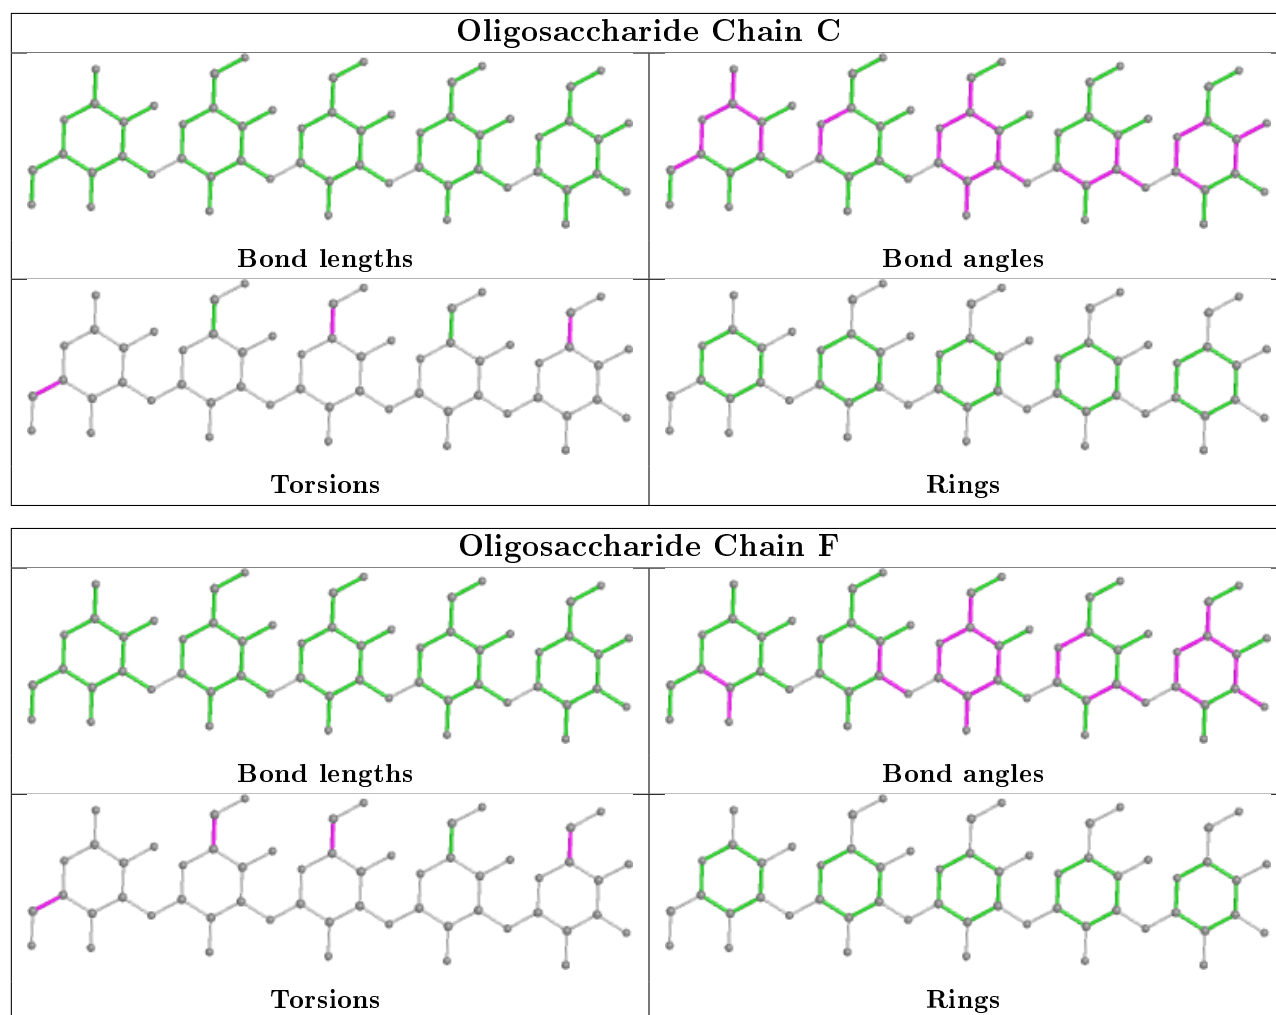 Oligosaccharide Chain C
Bond lengths
Bond angles
Torsions
Rings
Oligosaccharide Chain F
Bond lengths
Bond angles
Torsions
Rings